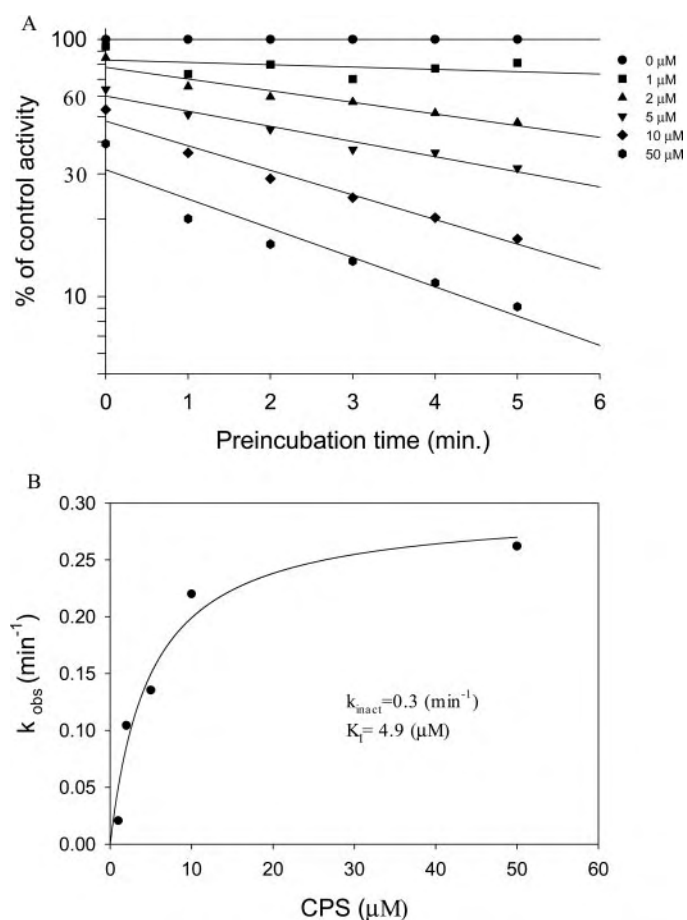 A
% of control activity
100
60
30
10
0 1 2 3 4 5 6
Preincubation time (min.)
0 μM
1 μM
2 μM
5 μM
10 μM
50 μM
B
k obs (min-1)
0.30
0.25
0.20
0.15
0.10
0.05
0.00
kinact=0.3 (min-1)
KI= 4.9 (μM)
0 10 20 30 40 50 60
CPS (μM)